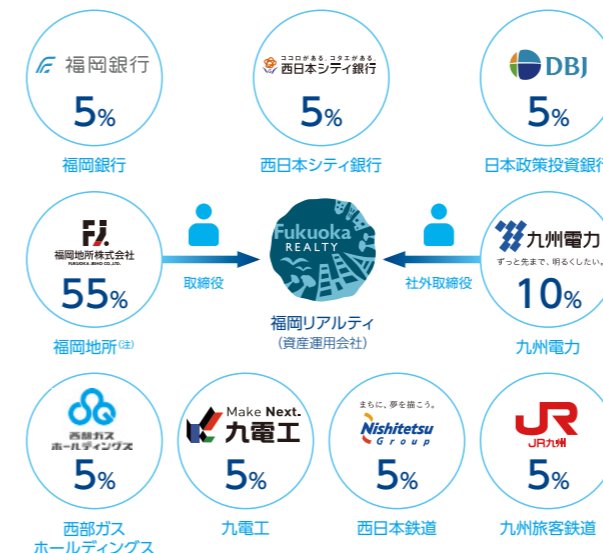 福岡銀行
5%
福岡銀行
ココロがある。コタエがある。
西日本シティ銀行
5%
西日本シティ銀行
DBJ
5%
日本政策投資銀行
福岡地所株式会社
FUKUOKA JISHO CO.,LTD.
55%
福岡地所(注)
取締役
Fukuoka
REALTY
福岡リアルティ
(資産運用会社)
社外取締役
九州電力
ずっと先まで、明るくしたい。
10%
九州電力
西部ガス
ホールディングス
5%
西部ガス
ホールディングス
Make Next.
九電工
5%
九電工
まちに、夢を描こう。
Nishitetsu
Group
5%
西日本鉄道
JR
JR九州
5%
九州旅客鉄道